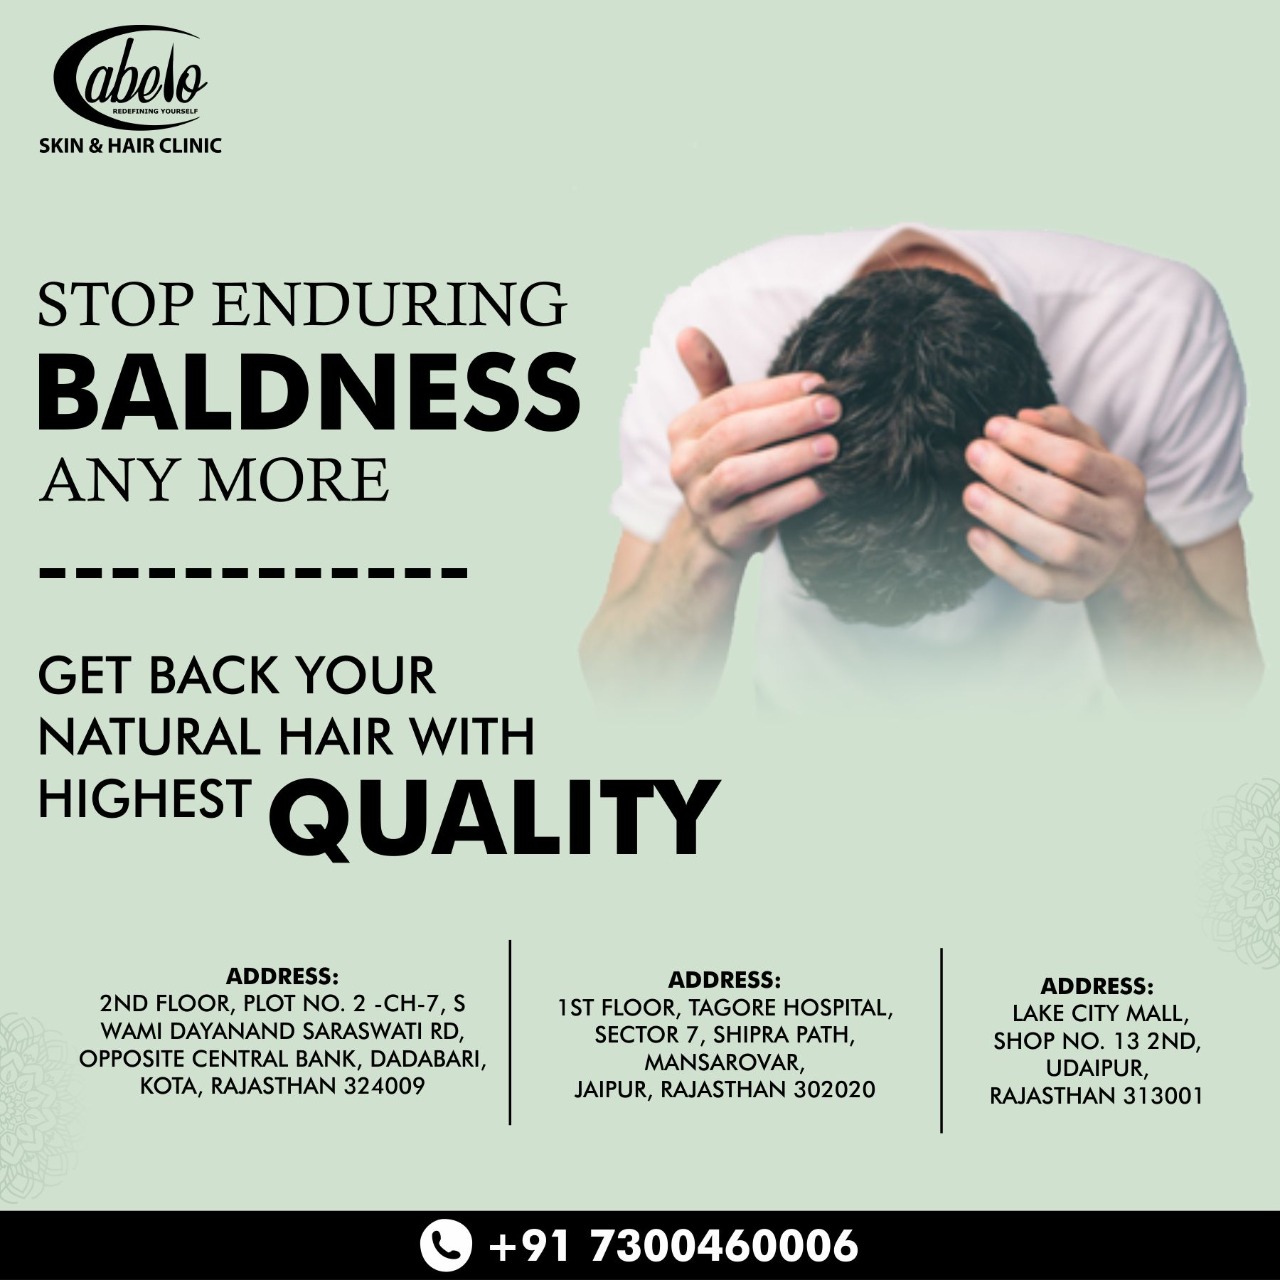 Cabelo
REDEFINING YOURSELF
SKIN & HAIR CLINIC
STOP ENDURING
BALDNESS
ANY MORE
GET BACK YOUR
NATURAL HAIR WITH
HIGHEST QUALITY
ADDRESS:
2ND FLOOR, PLOT NO. 2 -CH-7, S
WAMI DAYANAND SARASWATI RD,
OPPOSITE CENTRAL BANK, DADABARI,
KOTA, RAJASTHAN 324009
ADDRESS:
1ST FLOOR, TAGORE HOSPITAL,
SECTOR 7, SHIPRA PATH,
MANSAROVAR,
JAIPUR, RAJASTHAN 302020
ADDRESS:
LAKE CITY MALL,
SHOP NO. 13 2ND,
UDAIPUR,
RAJASTHAN 313001
+91 7300460006